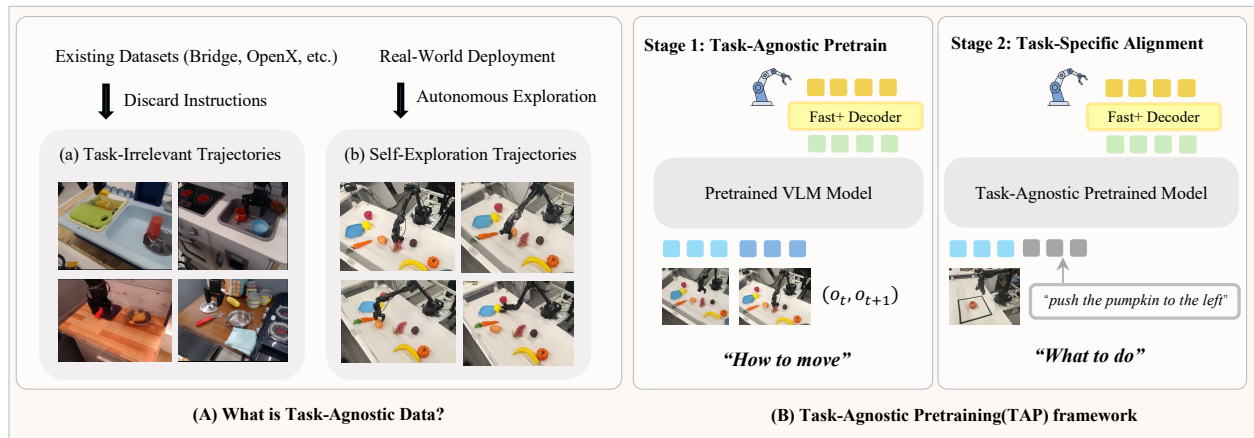 Existing Datasets (Bridge, OpenX, etc.)
Discard Instructions
Real-World Deployment
Autonomous Exploration
(a) Task-Irrelevant Trajectories
(b) Self-Exploration Trajectories
(A) What is Task-Agnostic Data?
Stage 1: Task-Agnostic Pretrain
Fast+ Decoder
Pretrained VLM Model
(o_t, o_{t+1})
“How to move”
Stage 2: Task-Specific Alignment
Fast+ Decoder
Task-Agnostic Pretrained Model
“push the pumpkin to the left”
“What to do”
(B) Task-Agnostic Pretraining(TAP) framework